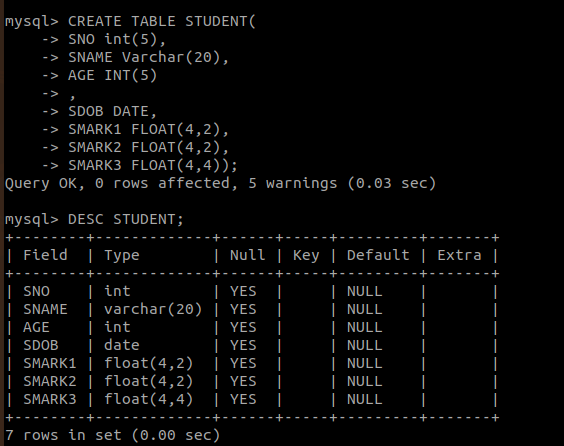 mysql> CREATE TABLE STUDENT(
    -> SNO int(5),
    -> SNAME Varchar(20),
    -> AGE INT(5)
    -> ,
    -> SDOB DATE,
    -> SMARK1 FLOAT(4,2),
    -> SMARK2 FLOAT(4,2),
    -> SMARK3 FLOAT(4,4));
Query OK, 0 rows affected, 5 warnings (0.03 sec)

mysql> DESC STUDENT;
+--------+-------------+------+-----+---------+-------+
| Field  | Type        | Null | Key | Default | Extra |
+--------+-------------+------+-----+---------+-------+
| SNO    | int         | YES  |     | NULL    |       |
| SNAME  | varchar(20) | YES  |     | NULL    |       |
| AGE    | int         | YES  |     | NULL    |       |
| SDOB   | date        | YES  |     | NULL    |       |
| SMARK1 | float(4,2)  | YES  |     | NULL    |       |
| SMARK2 | float(4,2)  | YES  |     | NULL    |       |
| SMARK3 | float(4,4)  | YES  |     | NULL    |       |
+--------+-------------+------+-----+---------+-------+
7 rows in set (0.00 sec)